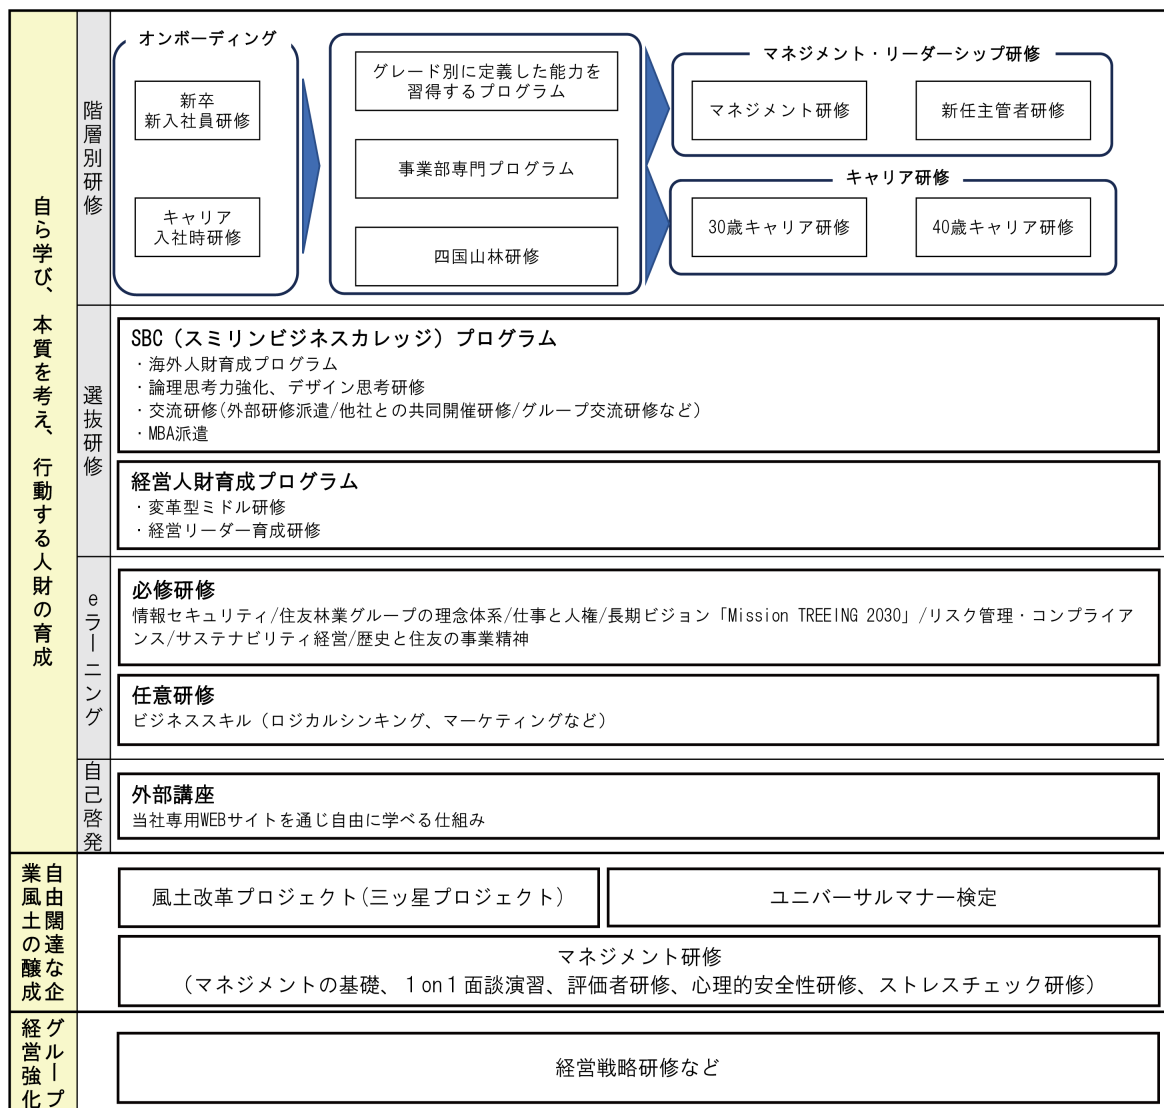 自ら学び、本質を考え、行動する人財の育成
階層別研修
オンボーディング
新卒
新入社員研修
キャリア
入社時研修
グレード別に定義した能力を
習得するプログラム
事業部専門プログラム
四国山林研修
マネジメント・リーダーシップ研修
マネジメント研修
新任主管者研修
キャリア研修
30歳キャリア研修
40歳キャリア研修
選抜研修
SBC（スミリンビジネスカレッジ）プログラム
・海外人財育成プログラム
・論理思考力強化、デザイン思考研修
・交流研修(外部研修派遣/他社との共同開催研修/グループ交流研修など)
・MBA派遣
経営人財育成プログラム
・変革型ミドル研修
・経営リーダー育成研修
eラーニング
必修研修
情報セキュリティ/住友林業グループの理念体系/仕事と人権/長期ビジョン「Mission TREEING 2030」/リスク管理・コンプライア
ンス/サステナビリティ経営/歴史と住友の事業精神
任意研修
ビジネススキル（ロジカルシンキング、マーケティングなど）
自己啓発
外部講座
当社専用WEBサイトを通じ自由に学べる仕組み
自由闊達な企
業風土の醸成
風土改革プロジェクト(三ッ星プロジェクト)
ユニバーサルマナー検定
マネジメント研修
（マネジメントの基礎、1on1面談演習、評価者研修、心理的安全性研修、ストレスチェック研修）
グループ
経営強化
経営戦略研修など